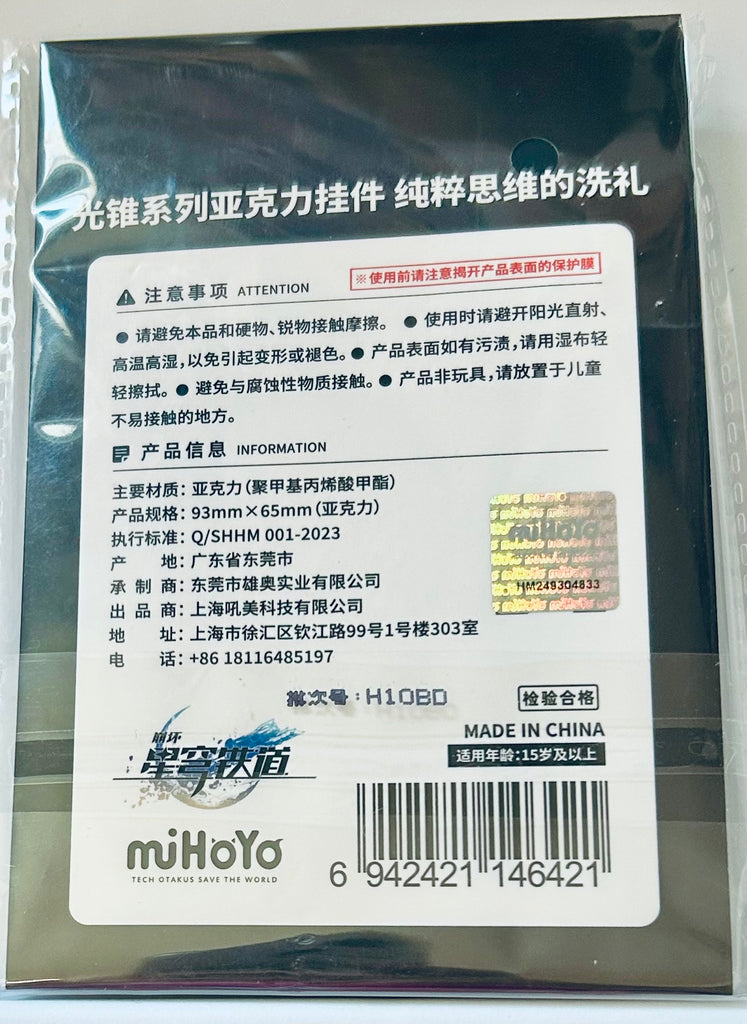 光锥系列亚克力挂件 纯粹思维的洗礼
注意事项 ATTENTION
※使用前请注意揭开产品表面的保护膜
● 请避免本品和硬物、锐物接触摩擦。 ● 使用时请避开阳光直射、
高温高湿,以免引起变形或褪色。● 产品表面如有污渍,请用湿布轻
轻擦拭。● 避免与腐蚀性物质接触。● 产品非玩具,请放置于儿童
不易接触的地方。
产品信息 INFORMATION
主要材质: 亚克力(聚甲基丙烯酸甲酯)
产品规格: 93mm×65mm(亚克力)
执行标准: Q/SHHM 001-2023
产 地: 广东省东莞市
承 制 商: 东莞市雄奥实业有限公司
出 品 商: 上海吼美科技有限公司
地 址: 上海市徐汇区钦江路99号1号楼303室
电 话: +86 18116485197
miHoYo
HM249304833
批次号:H10BD
检验合格
MADE IN CHINA
适用年龄:15岁及以上
崩坏
星穹铁道
miHoYo
TECH OTAKUS SAVE THE WORLD
6 942421 146421